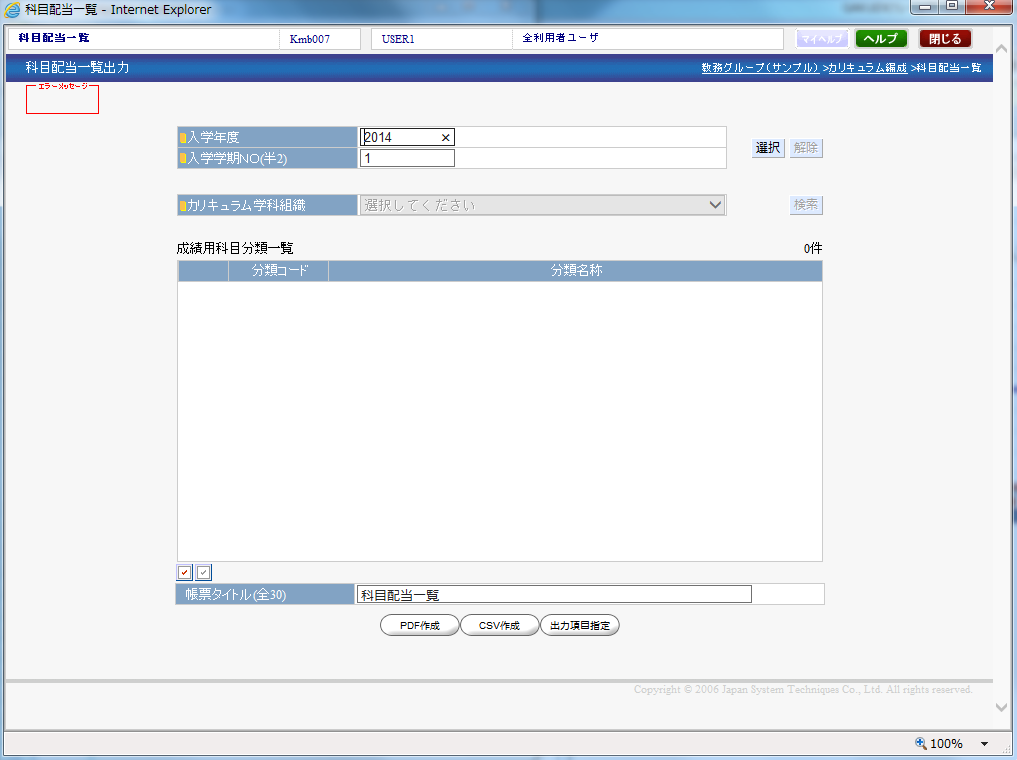 科目配当一覧 - Internet Explorer
科目配当一覧 Kmb007 USER1 全利用者ユーザ マイヘルプ ヘルプ 閉じる
科目配当一覧出力 教務グループ(サンプル) >カリキュラム編成 >科目配当一覧
エラーメッセージ
入学年度 2014 ×
選択 解除
入学学期NO(半2) 1
カリキュラム学科組織 選択してください 検索
成績用科目分類一覧 0件
分類コード 分類名称
帳票タイトル(全30) 科目配当一覧
PDF作成 CSV作成 出力項目指定
Copyright © 2006 Japan System Techniques Co., Ltd. All rights reserved.
100%